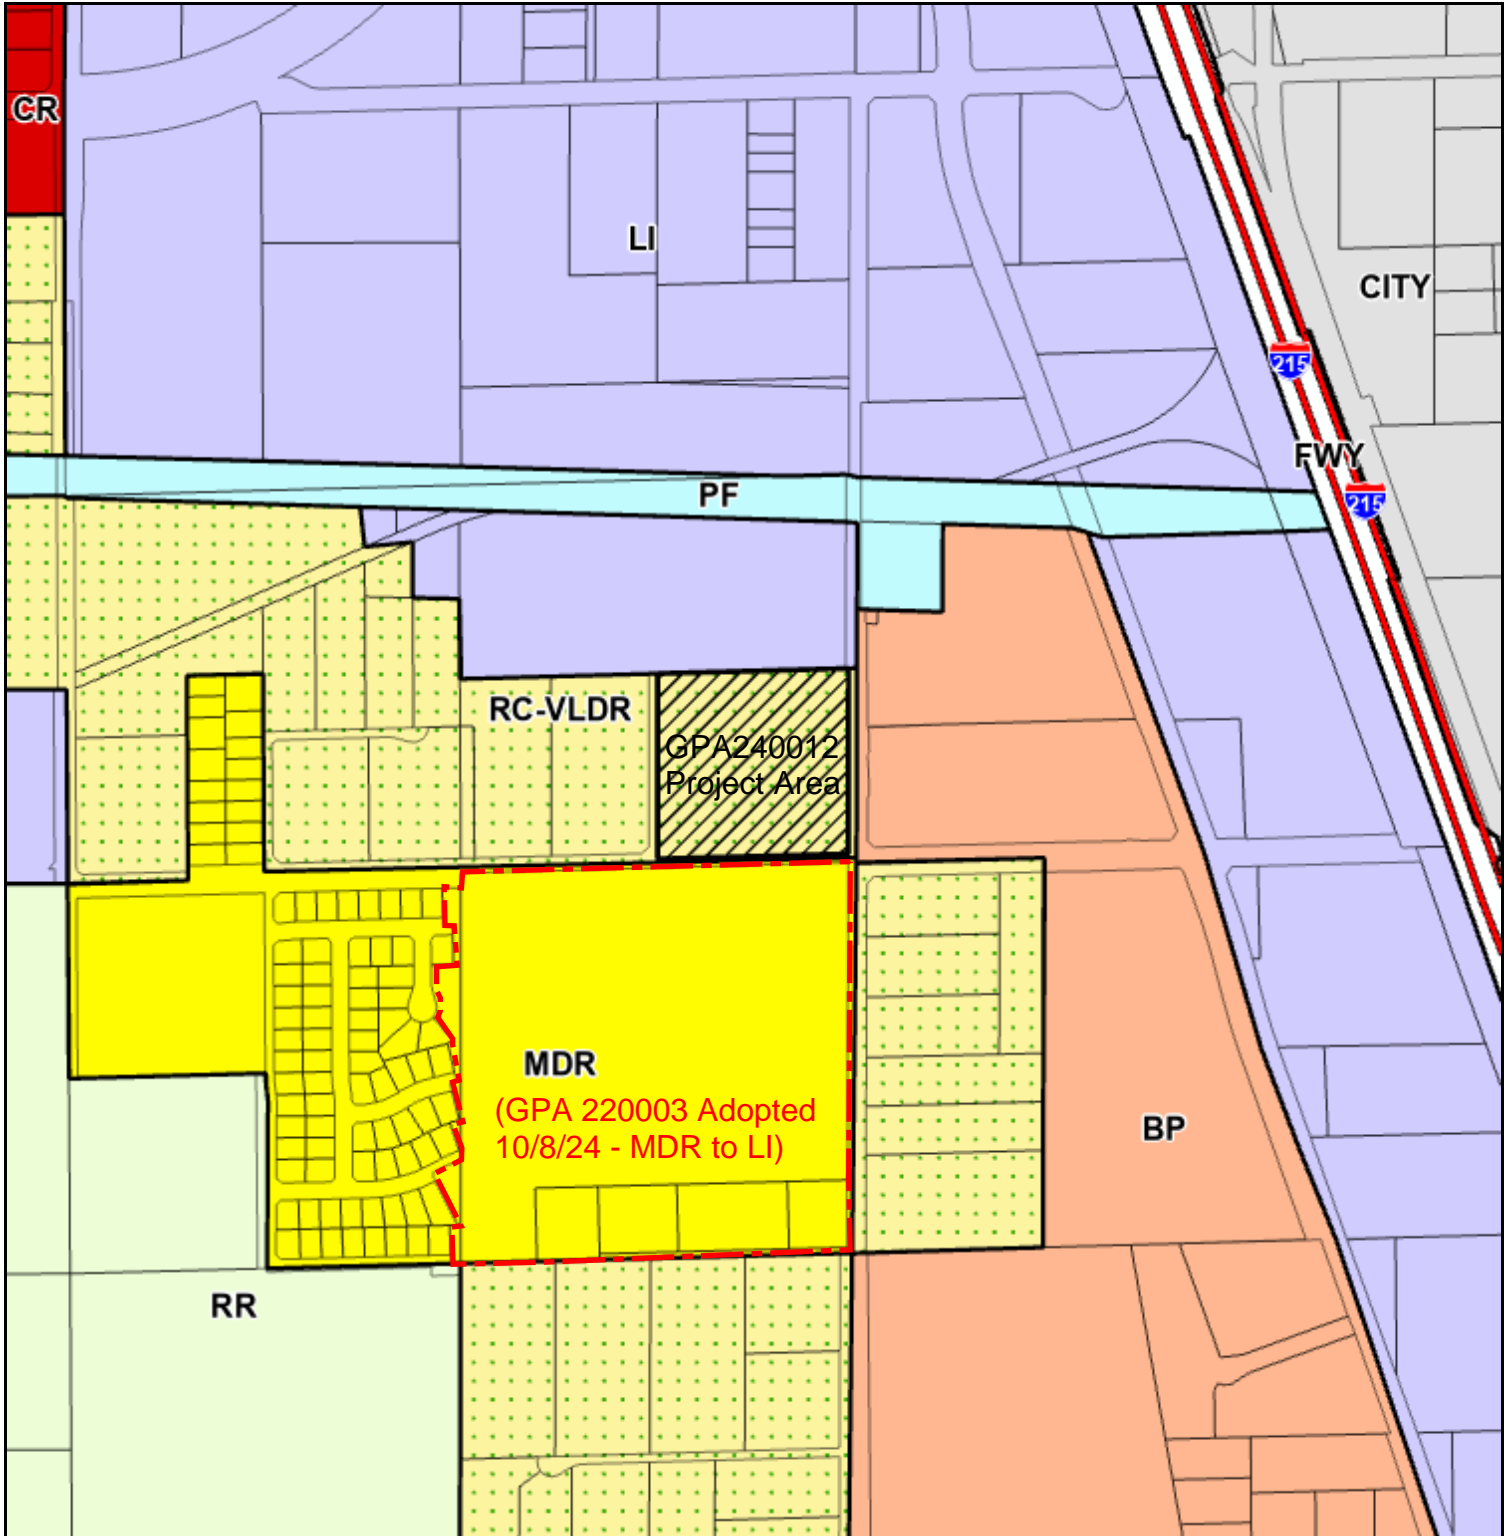 CR
LI
CITY
215
FWY
PF
215
RC-VLDR
GPA240012
Project Area
MDR
(GPA 220003 Adopted
10/8/24 - MDR to LI)
BP
RR